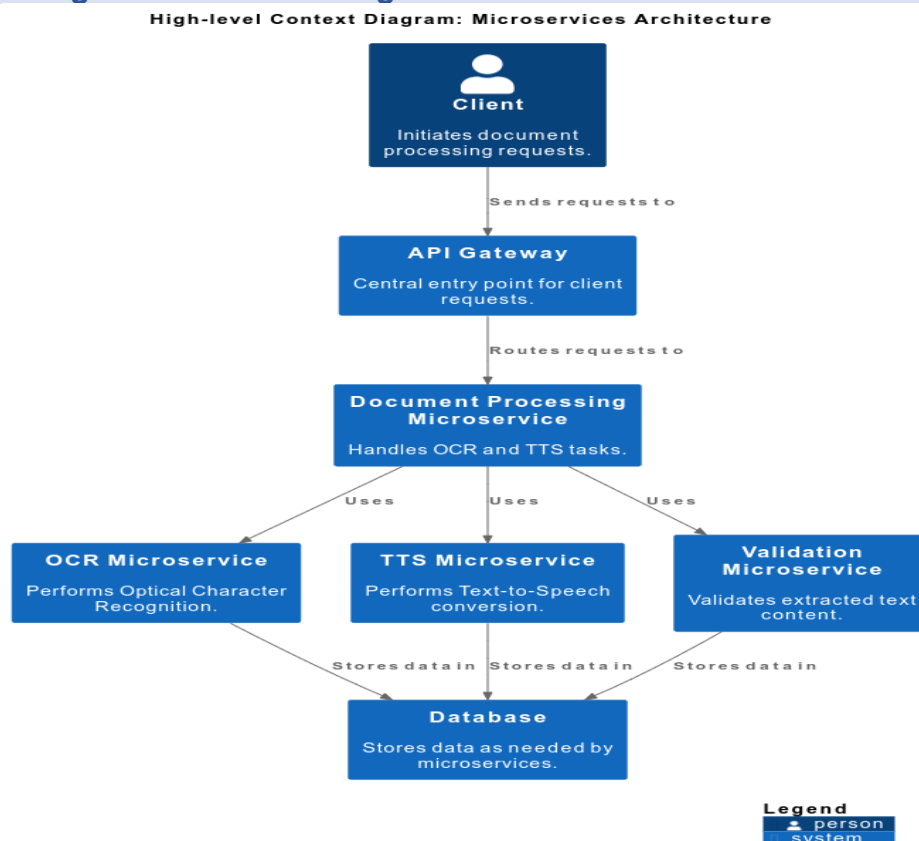 High-level Context Diagram: Microservices Architecture
Client
Initiates document
processing requests.
Sends requests to
API Gateway
Central entry point for client
requests.
Routes requests to
Document Processing
Microservice
Handles OCR and TTS tasks.
Uses
Uses
Uses
OCR Microservice
Performs Optical Character
Recognition.
TTS Microservice
Performs Text-to-Speech
conversion.
Validation
Microservice
Validates extracted text
content.
Stores data in
Stores data in
Stores data in
Database
Stores data as needed by
microservices.
Legend
person
system